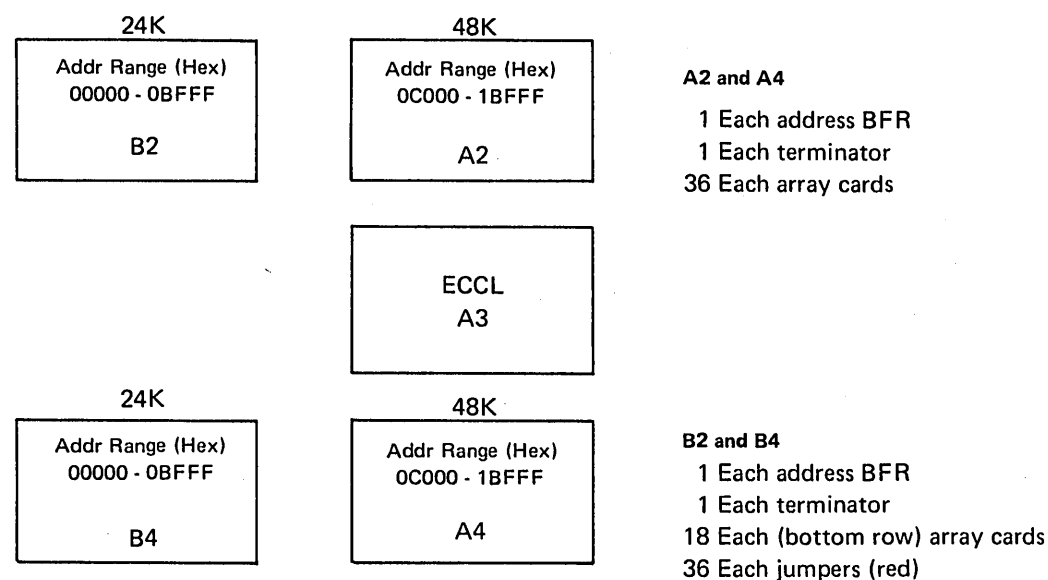 24K
Addr Range (Hex)
00000 - 0BFFF
B2
48K
Addr Range (Hex)
0C000 - 1BFFF
A2
A2 and A4
1 Each address BFR
1 Each terminator
36 Each array cards
ECCL
A3
24K
Addr Range (Hex)
00000 - 0BFFF
B4
48K
Addr Range (Hex)
0C000 - 1BFFF
A4
B2 and B4
1 Each address BFR
1 Each terminator
18 Each (bottom row) array cards
36 Each jumpers (red)